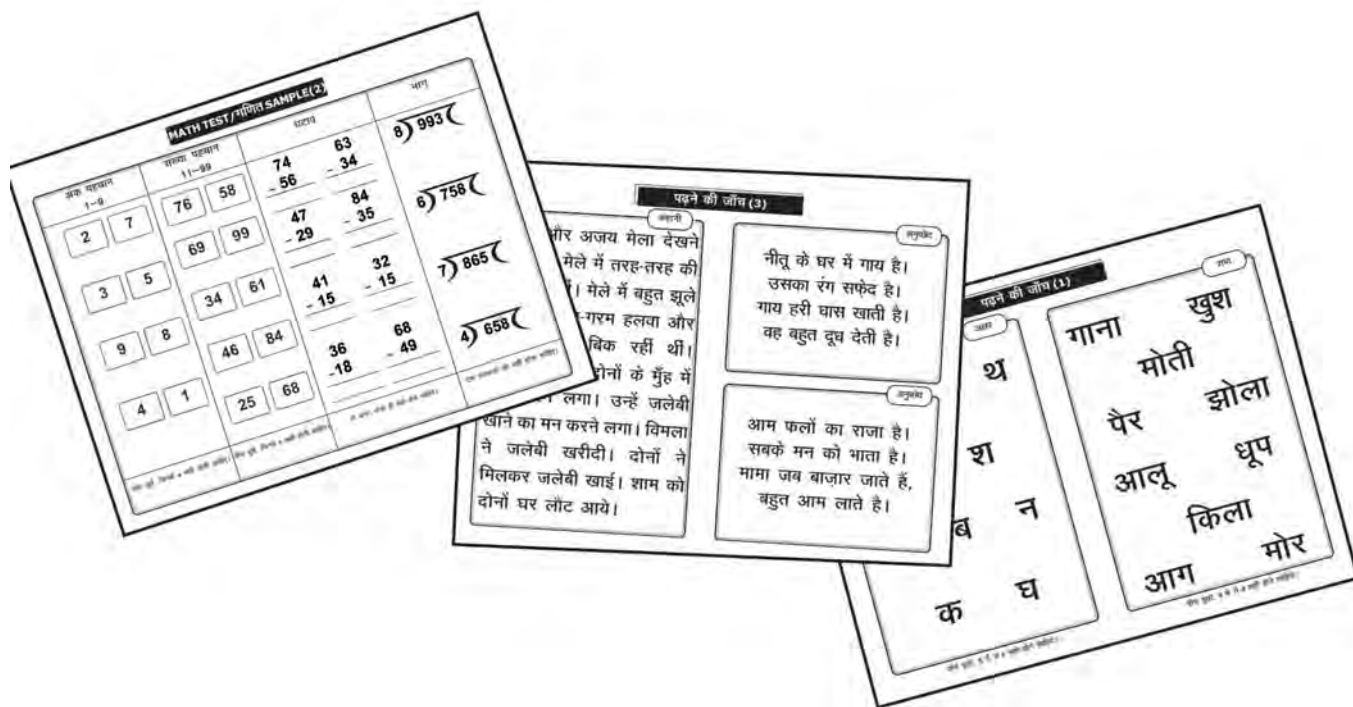 MATH TEST/गणित SAMPLE(2)
अंक पहचान
1–9
2 7
3 5
9 8
4 1
संख्या पहचान
11–99
76 58
69 99
34 61
46 84
25 68
घटाव
74 63
- 56 - 34
47 84
- 29 - 35
41 32
- 15 - 15
36 68
- 18 - 49
भाग
8)993(
6)758(
7)865(
4)658(
पढ़ने की जाँच (3)
कहानी
और अजय मेला देखने
मेले में तरह-तरह की
। मेले में बहुत झूले
-गरम हलवा और
बिक रहीं थीं।
दोनों के मुँह में
लगा। उन्हें जलेबी
खाने का मन करने लगा। विमला
ने जलेबी खरीदी। दोनों ने
मिलकर जलेबी खाई। शाम को
दोनों घर लौट आये।
अनुच्छेद
नीतू के घर में गाय है।
उसका रंग सफ़ेद है।
गाय हरी घास खाती है।
वह बहुत दूध देती है।
अनुच्छेद
आम फलों का राजा है।
सबके मन को भाता है।
मामा जब बाज़ार जाते हैं,
बहुत आम लाते है।
पढ़ने की जाँच (1)
अक्षर
थ
श
ब न
क घ
शब्द
गाना खुश
मोती
पैर झोला
आलू धूप
किला
आग मोर